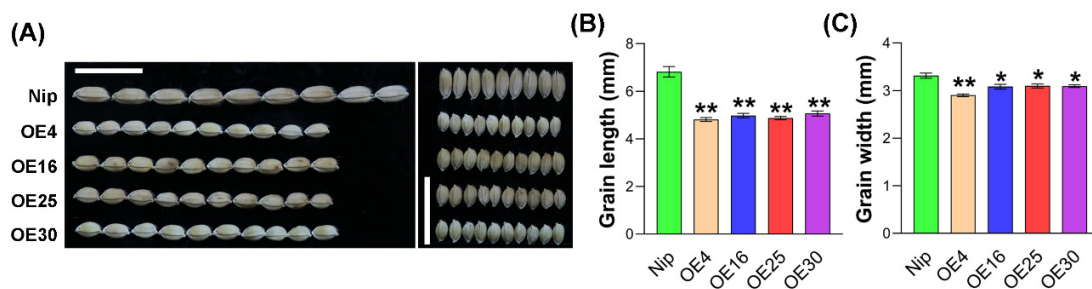 (A)
Nip
OE4
OE16
OE25
OE30
(B)
Grain length (mm)
8
6
4
2
0
**
**
**
**
Nip
OE4
OE16
OE25
OE30
(C)
Grain width (mm)
4
3
2
1
0
**
*
*
*
Nip
OE4
OE16
OE25
OE30